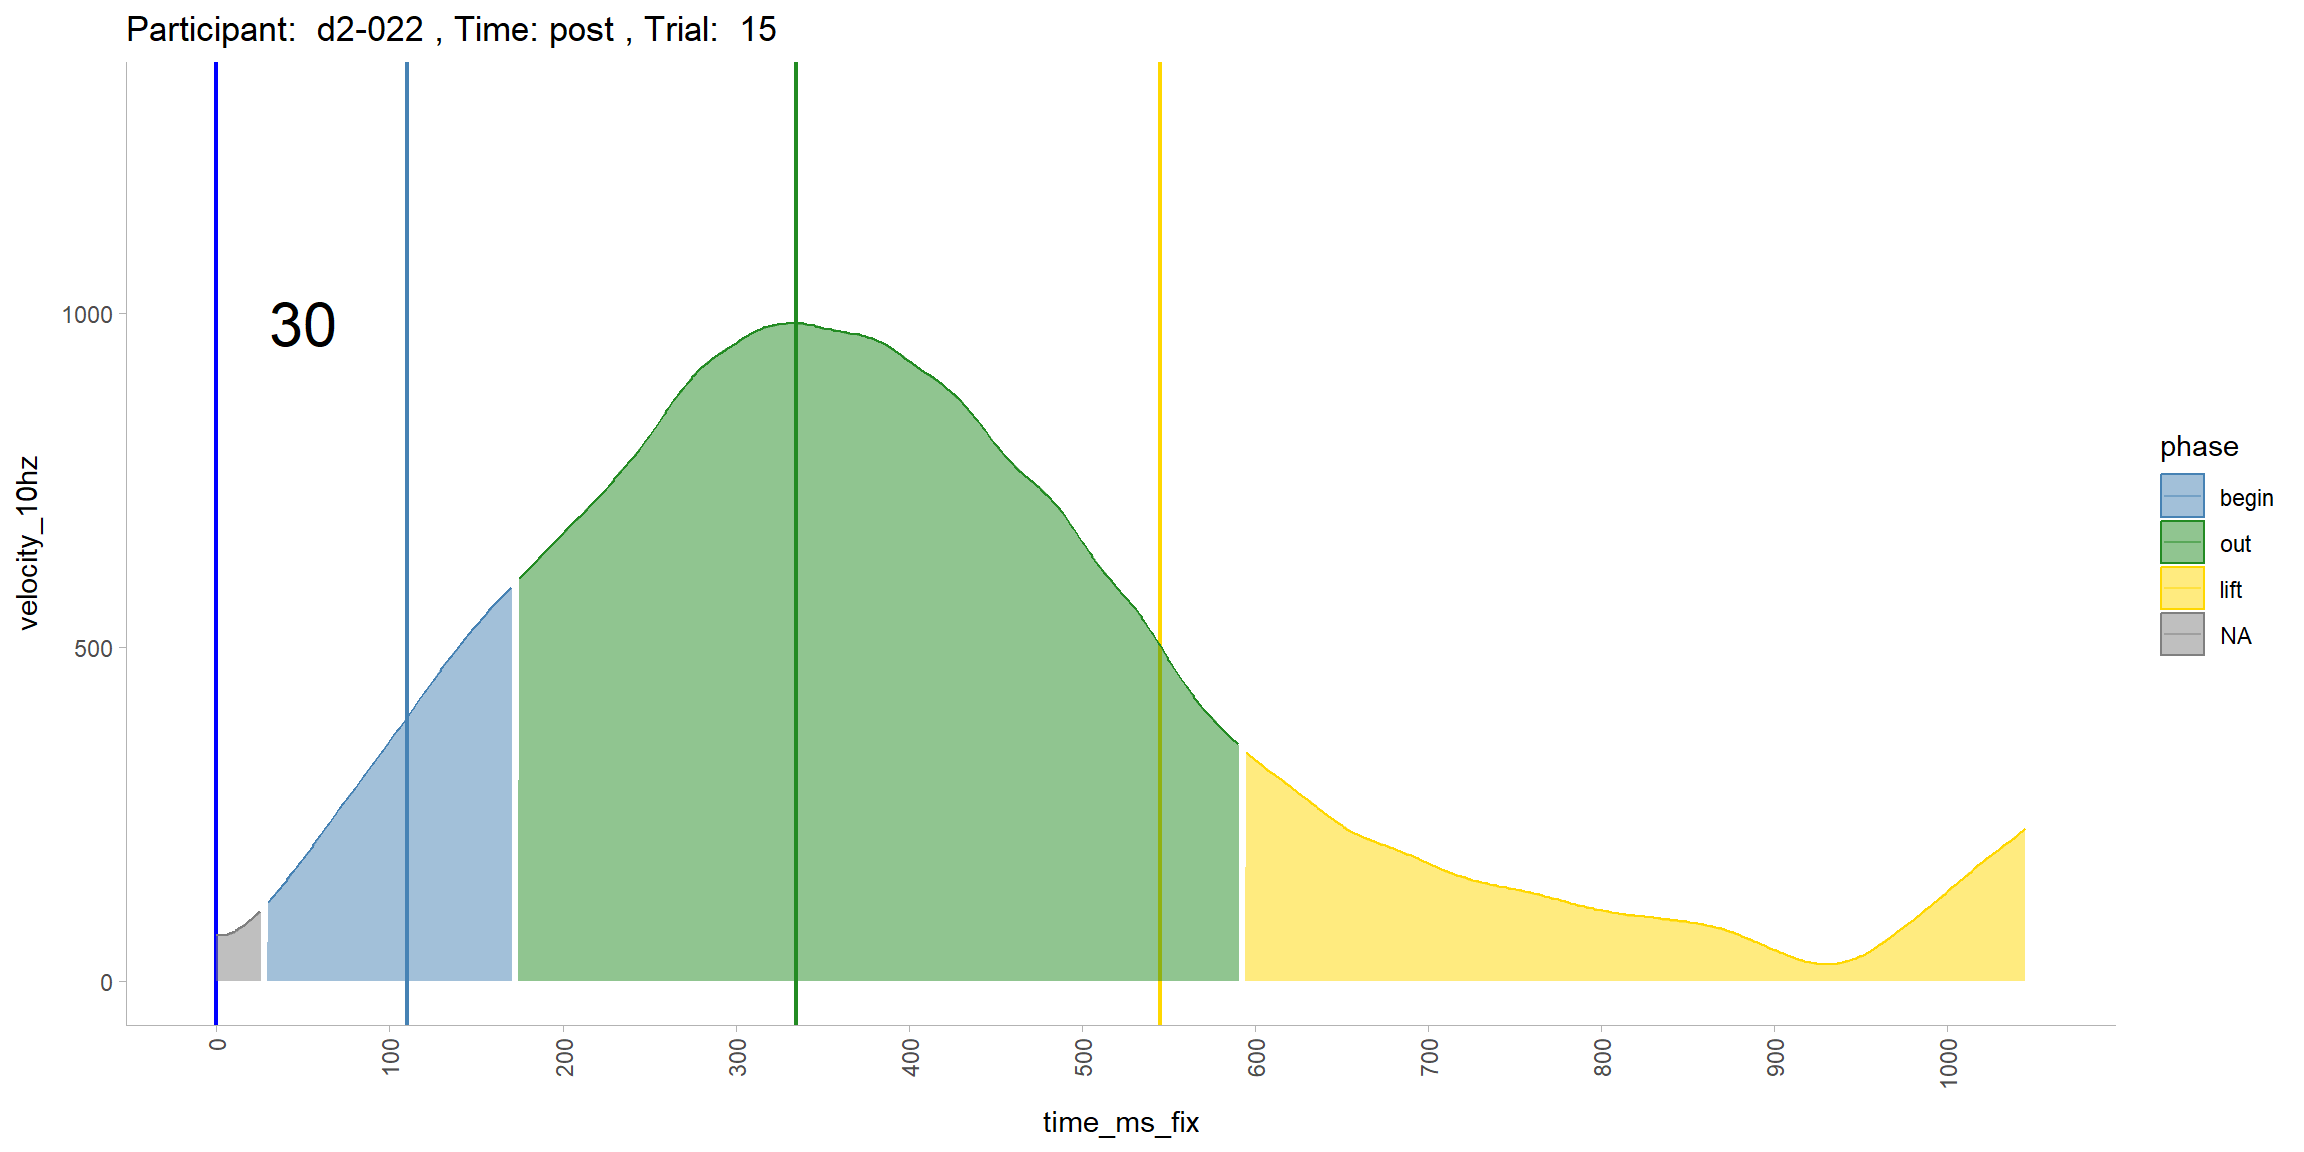 Participant:  d2-022 , Time: post , Trial:  15
30
1000
500
0
velocity_10hz
0
100
200
300
400
500
600
700
800
900
1000
time_ms_fix
phase
begin
out
lift
NA